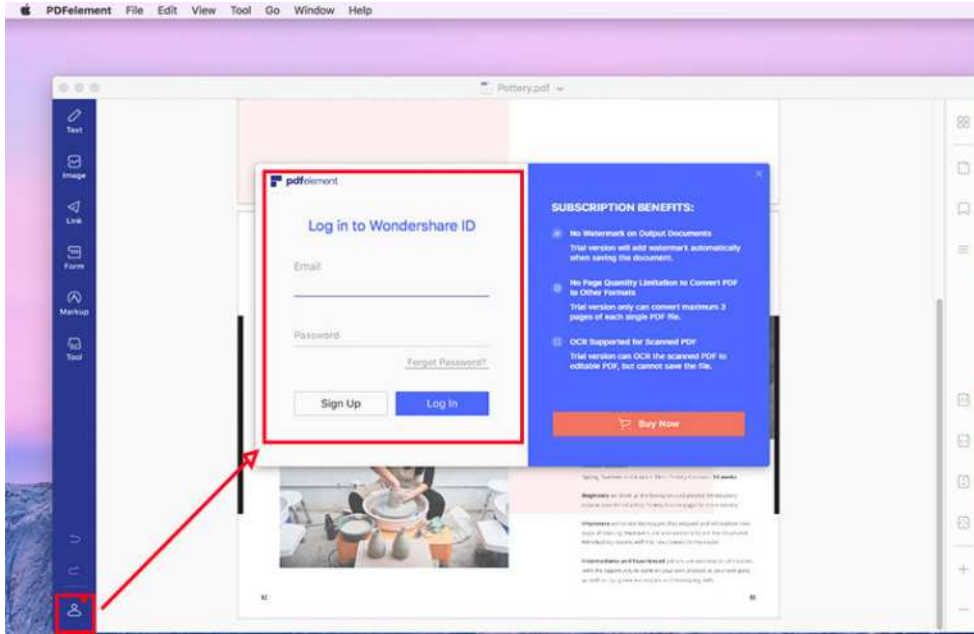 PDFelement File Edit View Tool Go Window Help
Pottery.pdf
Text
Image
Link
Form
Markup
Tool
pdfelement
Log in to Wondershare ID
Email
Password
Forget Password?
Sign Up
Log In
SUBSCRIPTION BENEFITS:
No Watermark on Output Documents
Trial version will add watermark automatically
when saving the document.
No Page Quantity Limitation to Convert PDF
to Other Formats
Trial version only can convert maximum 3
pages of each single PDF file.
OCR Supported for Scanned PDF
Trial version can OCR the scanned PDF to
editable PDF, but cannot save the file.
Buy Now